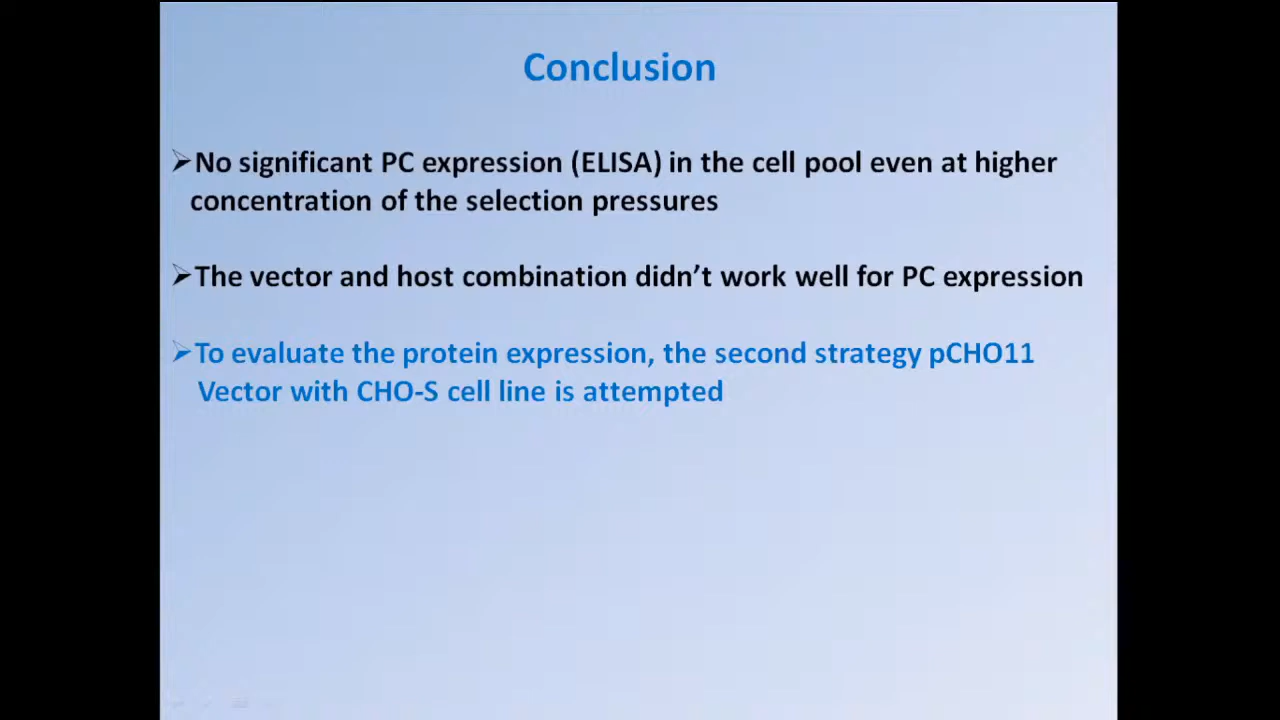 Conclusion
➢No significant PC expression (ELISA) in the cell pool even at higher
concentration of the selection pressures
➢The vector and host combination didn’t work well for PC expression
➢To evaluate the protein expression, the second strategy pCHO11
Vector with CHO-S cell line is attempted